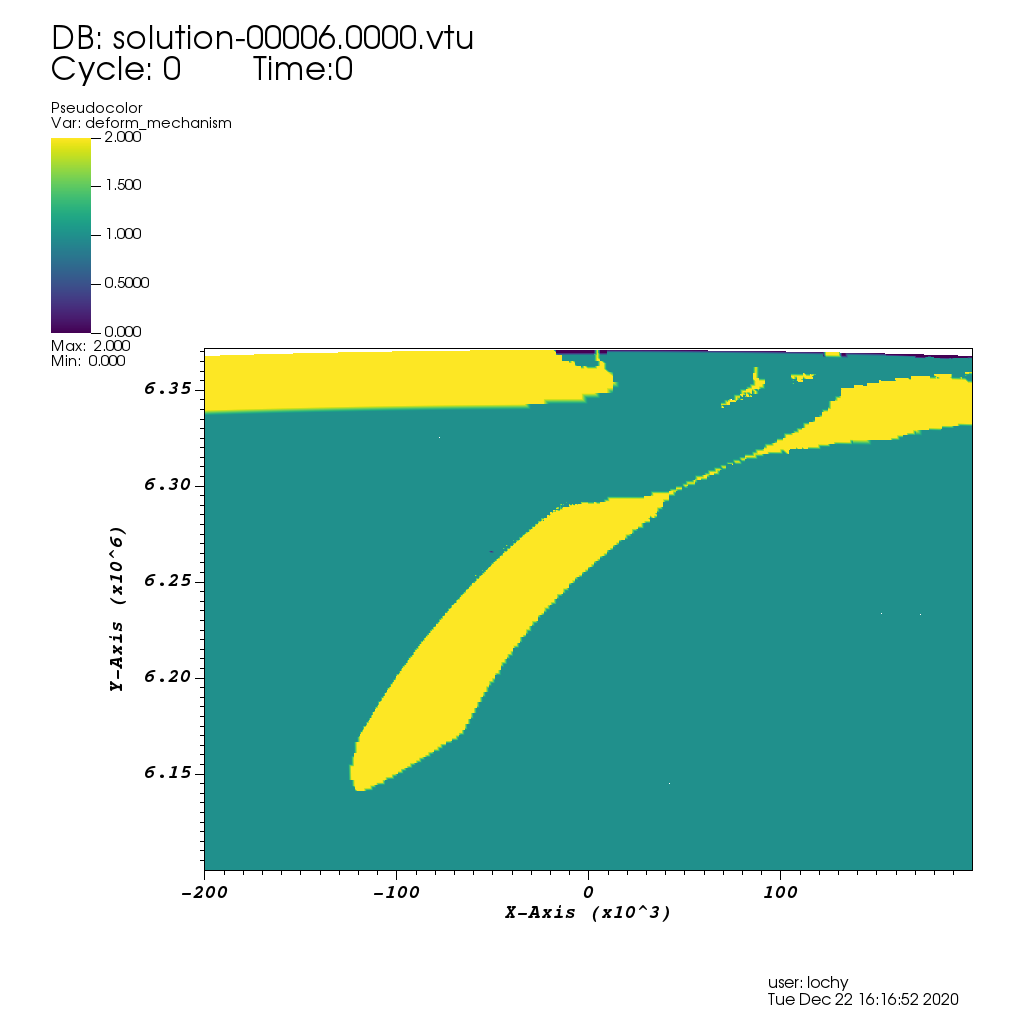 DB: solution-00006.0000.vtu
Cycle: 0 Time:0
Pseudocolor
Var: deform_mechanism
2.000
1.500
1.000
0.5000
0.000
Max: 2.000
Min: 0.000
6.35
6.30
6.25
6.20
6.15
Y-Axis (x10^6)
-200 -100 0 100
X-Axis (x10^3)
user: lochy
Tue Dec 22 16:16:52 2020